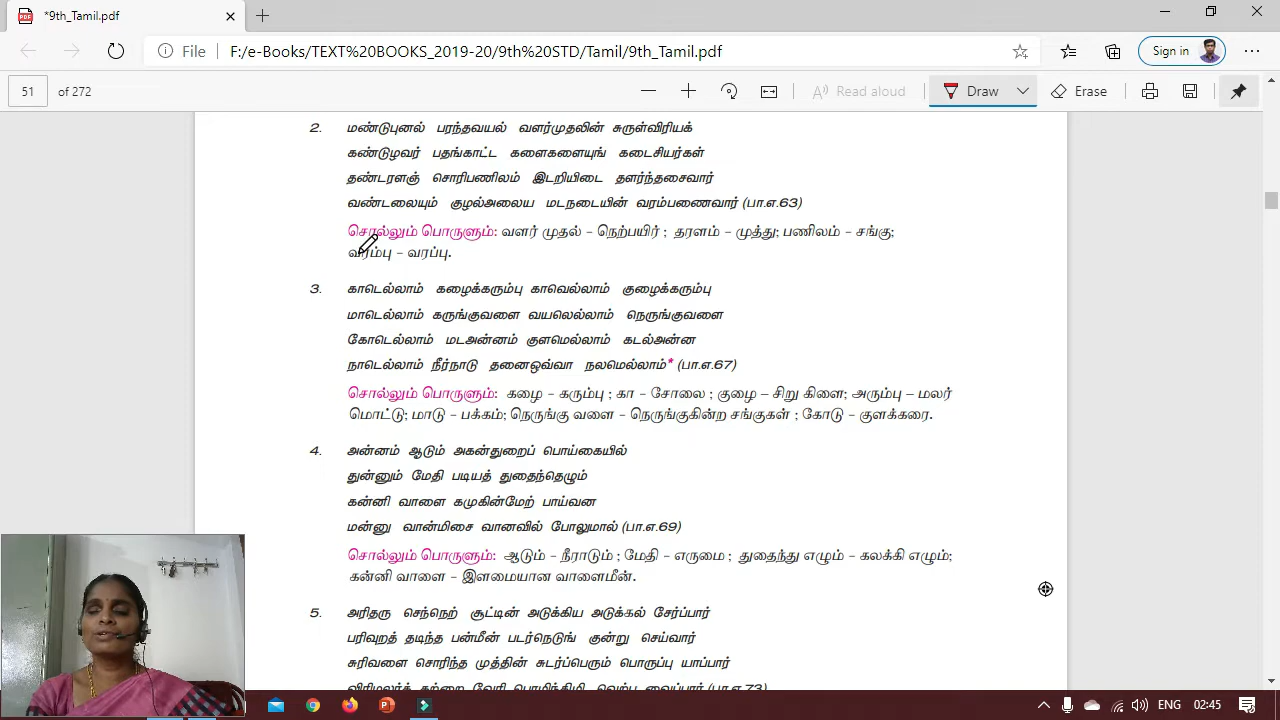 *9th_Tamil.pdf
File F:/e-Books/TEXT%20BOOKS_2019-20/9th%20STD/Tamil/9th_Tamil.pdf Sign in
51 of 272 Read aloud Draw Erase
2. மண்டுபுனல் பரந்தவயல் வளர்முதலின் சுருள்விரியக்
கண்டுழவர் பதங்காட்ட களைகளையுங் கடைசியர்கள்
தண்டரளஞ் சொரிபணிலம் இடறியிடை தளர்ந்தசைவார்
வண்டலையும் குழல்அலைய மடநடையின் வரம்பணைவார் (பா.எ.63)
சொல்லும் பொருளும்: வளர் முதல் – நெற்பயிர் ; தரளம் – முத்து; பணிலம் – சங்கு;
வரம்பு – வரப்பு.
3. காடெல்லாம் கழைக்கரும்பு காவெல்லாம் குழைக்கரும்பு
மாடெல்லாம் கருங்குவளை வயலெல்லாம் நெருங்குவளை
கோடெல்லாம் மடஅன்னம் குளமெல்லாம் கடல்அன்ன
நாடெல்லாம் நீர்நாடு தனைஒவ்வா நலமெல்லாம்* (பா.எ.67)
சொல்லும் பொருளும்: கழை – கரும்பு ; கா – சோலை ; குழை – சிறு கிளை; அரும்பு – மலர்
மொட்டு; மாடு – பக்கம்; நெருங்கு வளை – நெருங்குகின்ற சங்குகள் ; கோடு – குளக்கரை.
4. அன்னம் ஆடும் அகன்துறைப் பொய்கையில்
துன்னும் மேதி படியத் துதைந்தெழும்
கன்னி வாளை கமுகின்மேற் பாய்வன
மன்னு வான்மிசை வானவில் போலுமால் (பா.எ.69)
சொல்லும் பொருளும்: ஆடும் – நீராடும் ; மேதி – எருமை ; துதைந்து எழும் – கலக்கி எழும்;
கன்னி வாளை – இளமையான வாளைமீன்.
5. அரிதரு செந்நெற் சூட்டின் அடுக்கிய அடுக்கல் சேர்ப்பார்
பரிவுறத் தடிந்த பன்மீன் படர்நெடுங் குன்று செய்வார்
சுரிவளை சொரிந்த முத்தின் சுடர்ப்பெரும் பொருப்பு யாப்பார்
விரிமலர்க் கற்றை வேரி பொழிந்திழி வெற்பு வைப்பார் (பா.எ.73)
02:45